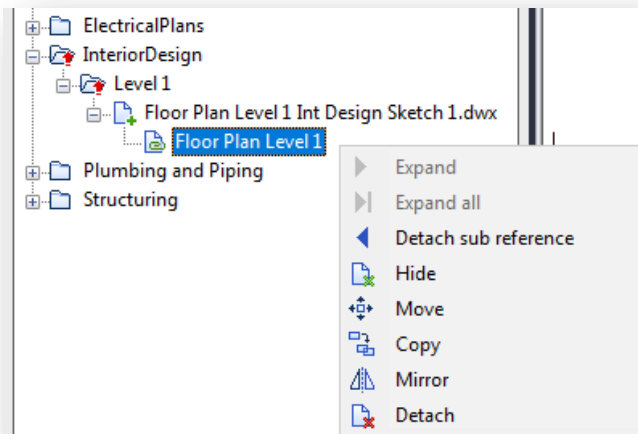 ElectricalPlans
InteriorDesign
Level 1
Floor Plan Level 1 Int Design Sketch 1.dwx
Floor Plan Level 1
Plumbing and Piping
Structuring
Expand
Expand all
Detach sub reference
Hide
Move
Copy
Mirror
Detach